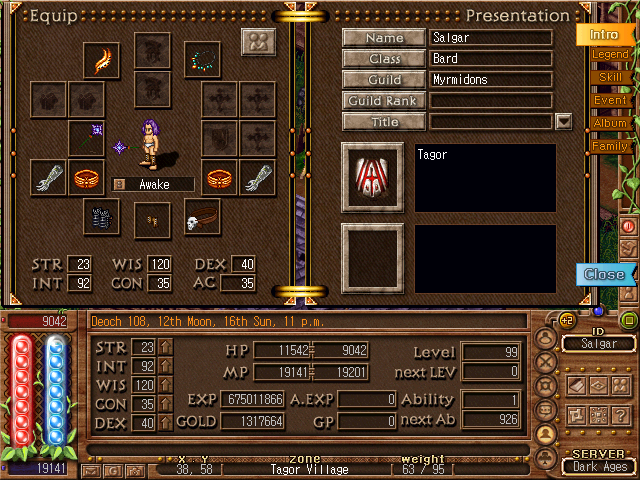 Equip
Presentation
Name Salgar
Class Bard
Guild Myrmidons
Guild Rank
Title
Intro
Legend
Skill
Event
Album
Family
Tagor
B Awake
STR 23 WIS 120 DEX 40
INT 92 CON 35 AC 35
Close
9042
Deoch 108, 12th Moon, 16th Sun, 11 p.m.
+2
ID
Salgar
STR 23
INT 92
WIS 120
CON 35
DEX 40
HP 11542 9042
MP 19141 19201
EXP 675011866 A.EXP 0
GOLD 1317664 GP 0
Level 99
next LEV 0
Ability 1
next Ab 926
19141
G
?
x . y zone weight
38, 58 [ Tagor Village ] 63 / 95 [
SERVER
Dark Ages